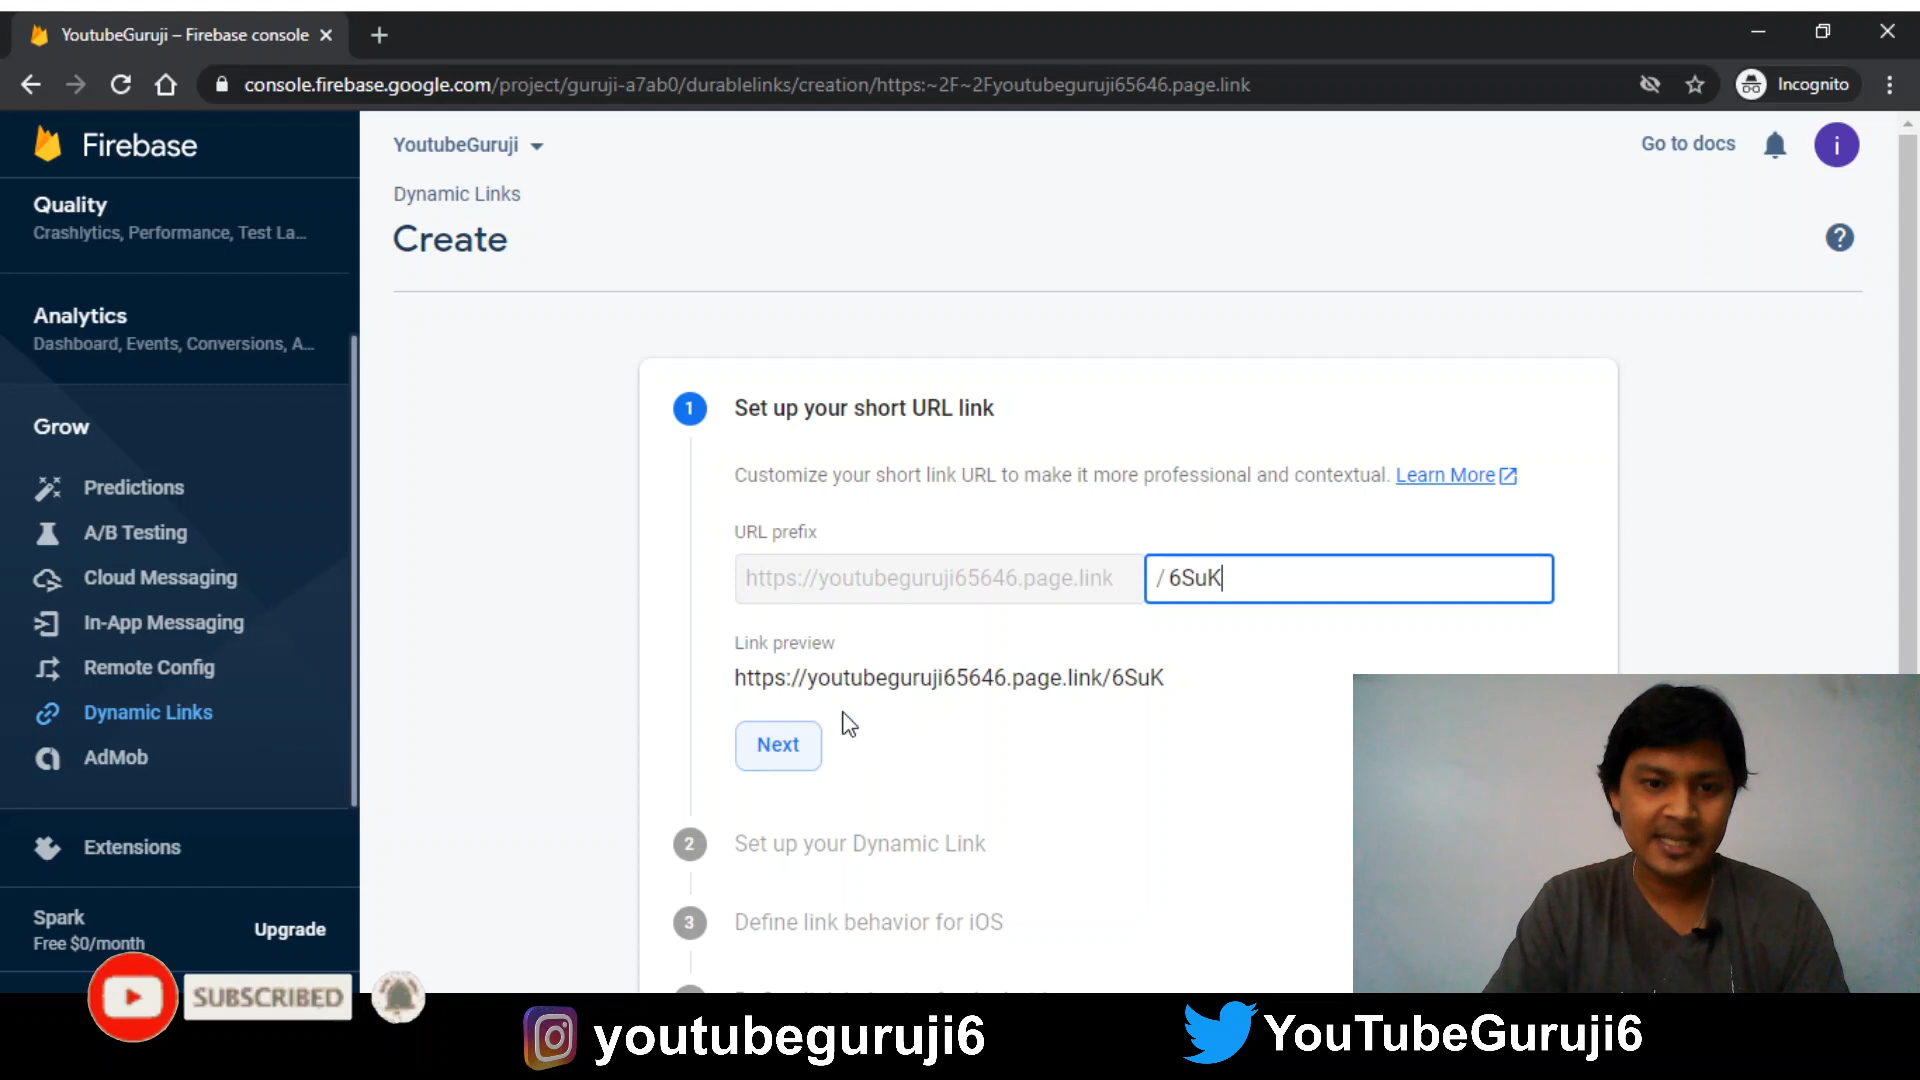 YoutubeGuruji – Firebase console
console.firebase.google.com/project/guruji-a7ab0/durablelinks/creation/https:~2F~2Fyoutubeguruji65646.page.link
Incognito
Firebase
Quality
Crashlytics, Performance, Test La...
Analytics
Dashboard, Events, Conversions, A...
Grow
Predictions
A/B Testing
Cloud Messaging
In-App Messaging
Remote Config
Dynamic Links
AdMob
Extensions
Spark
Free $0/month
Upgrade
YoutubeGuruji
Go to docs
i
Dynamic Links
Create
?
1
Set up your short URL link
Customize your short link URL to make it more professional and contextual. Learn More
URL prefix
https://youtubeguruji65646.page.link
/ 6SuK
Link preview
https://youtubeguruji65646.page.link/6SuK
Next
2
Set up your Dynamic Link
3
Define link behavior for iOS
SUBSCRIBED
youtubeguruji6
YouTubeGuruji6